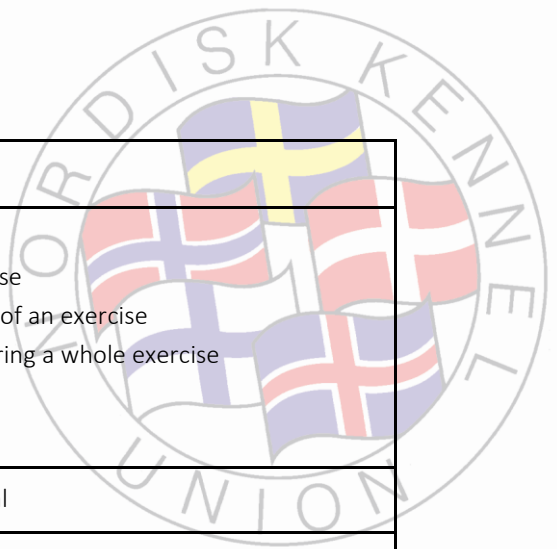 NORDISK KENNEL
UNION
se
of an exercise
ring a whole exercise
l